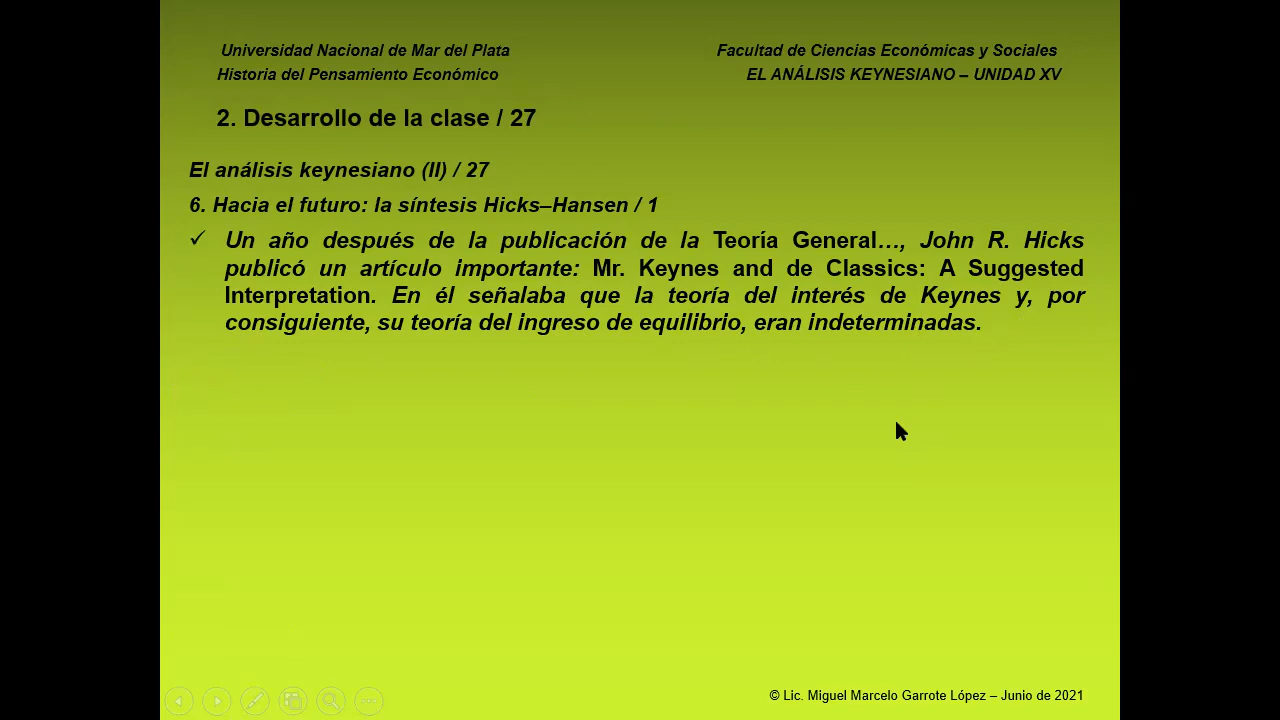 Universidad Nacional de Mar del Plata
Facultad de Ciencias Económicas y Sociales
Historia del Pensamiento Económico
EL ANÁLISIS KEYNESIANO – UNIDAD XV
2. Desarrollo de la clase / 27
El análisis keynesiano (II) / 27
6. Hacia el futuro: la síntesis Hicks–Hansen / 1
✓ Un año después de la publicación de la Teoría General…, John R. Hicks
publicó un artículo importante: Mr. Keynes and de Classics: A Suggested
Interpretation. En él señalaba que la teoría del interés de Keynes y, por
consiguiente, su teoría del ingreso de equilibrio, eran indeterminadas.
© Lic. Miguel Marcelo Garrote López – Junio de 2021